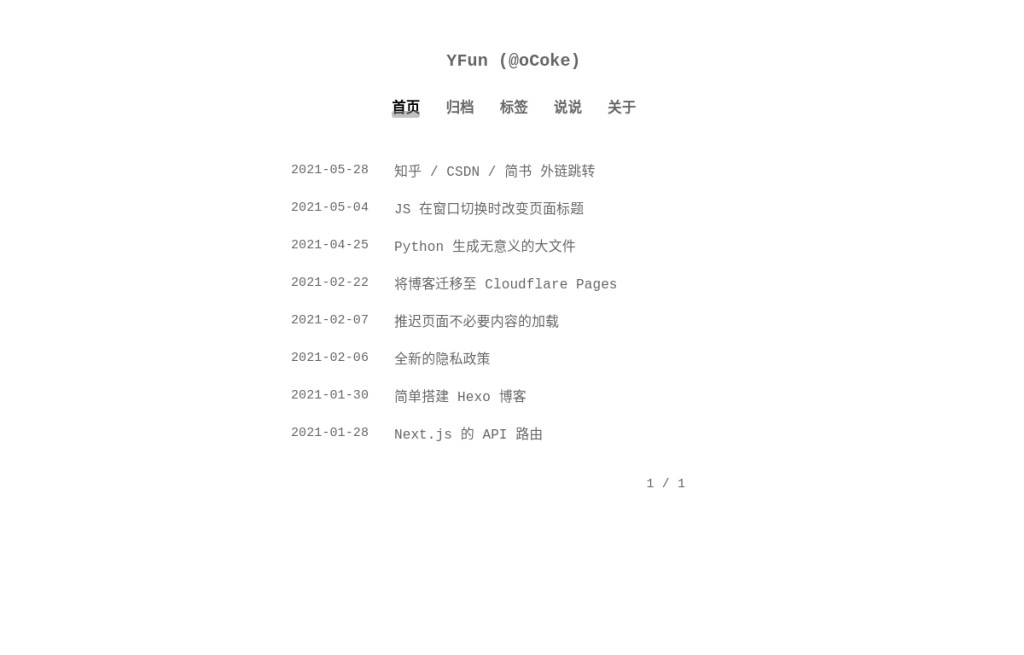 YFun (@oCoke)
首页 归档 标签 说说 关于
2021-05-28 知乎 / CSDN / 简书 外链跳转
2021-05-04 JS 在窗口切换时改变页面标题
2021-04-25 Python 生成无意义的大文件
2021-02-22 将博客迁移至 Cloudflare Pages
2021-02-07 推迟页面不必要内容的加载
2021-02-06 全新的隐私政策
2021-01-30 简单搭建 Hexo 博客
2021-01-28 Next.js 的 API 路由
1 / 1